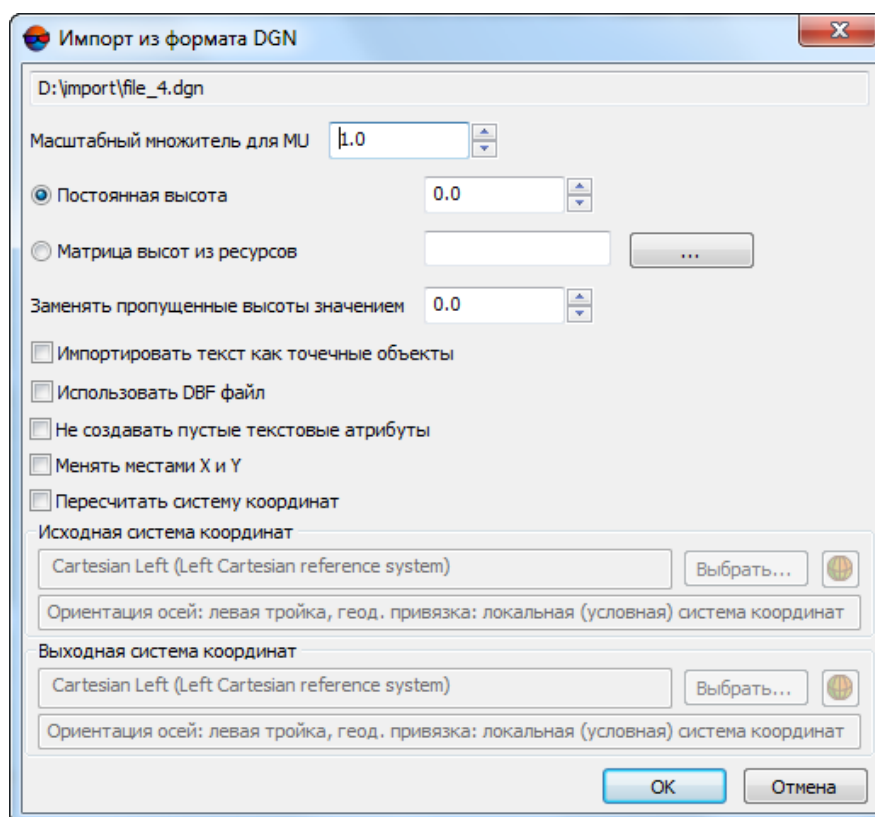 Импорт из формата DGN
D:\import\file_4.dgn
Масштабный множитель для MU 1.0
Постоянная высота 0.0
Матрица высот из ресурсов ...
Заменять пропущенные высоты значением 0.0
Импортировать текст как точечные объекты
Использовать DBF файл
Не создавать пустые текстовые атрибуты
Менять местами X и Y
Пересчитать систему координат
Исходная система координат
Cartesian Left (Left Cartesian reference system) Выбрать...
Ориентация осей: левая тройка, геод. привязка: локальная (условная) система координат
Выходная система координат
Cartesian Left (Left Cartesian reference system) Выбрать...
Ориентация осей: левая тройка, геод. привязка: локальная (условная) система координат
OK Отмена